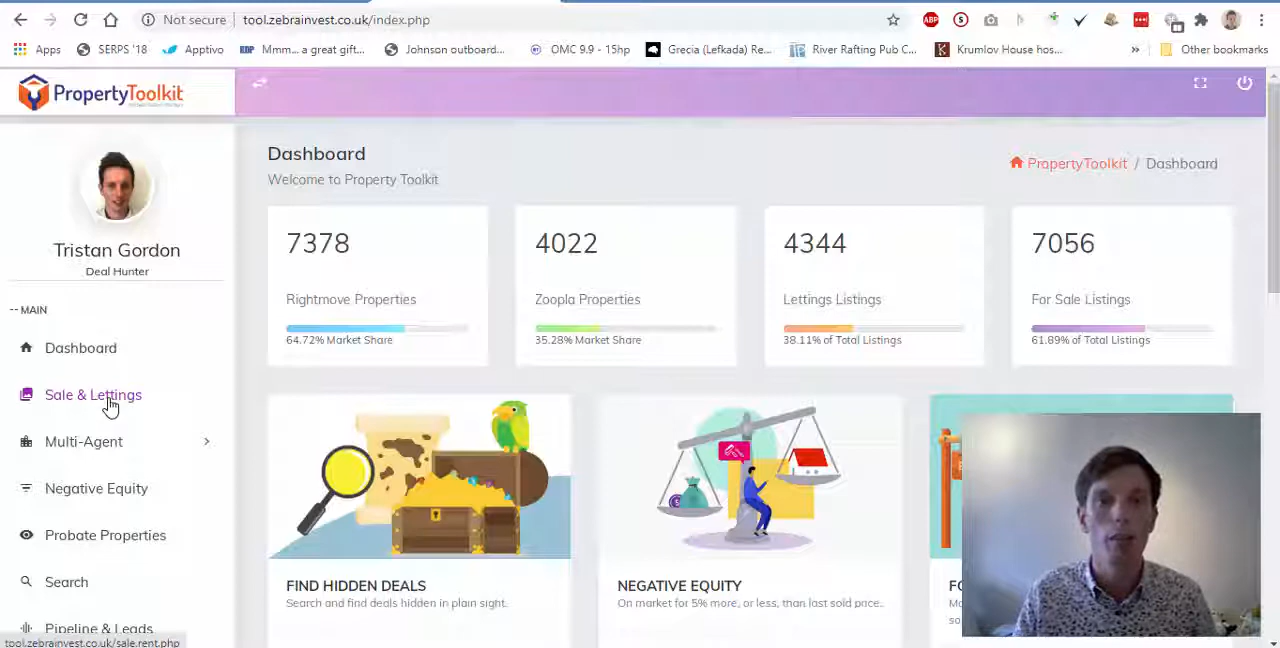 Not secure
tool.zebrainvest.co.uk/index.php
ABP
Apps
SERPS '18
Apptivo
Mmm... a great gift...
Johnson outboard...
OMC 9.9 - 15hp
Grecia (Lefkada) Re...
River Rafting Pub C...
Krumlov House hos...
»
Other bookmarks
PropertyToolkit
Dashboard
Welcome to Property Toolkit
PropertyToolkit / Dashboard
Tristan Gordon
Deal Hunter
-- MAIN
Dashboard
Sale & Lettings
Multi-Agent
Negative Equity
Probate Properties
Search
Pipeline & Leads
tool.zebrainvest.co.uk/sale.rent.php
7378
Rightmove Properties
64.72% Market Share
4022
Zoopla Properties
35.28% Market Share
4344
Lettings Listings
38.11% of Total Listings
7056
For Sale Listings
61.89% of Total Listings
FIND HIDDEN DEALS
Search and find deals hidden in plain sight.
NEGATIVE EQUITY
On market for 5% more, or less, than last sold price..